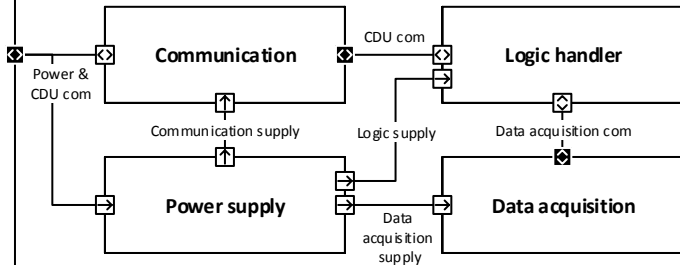 CDU com
Communication
Logic handler
Power &
CDU com
Communication supply
Logic supply
Data acquisition com
Power supply
Data acquisition
Data
acquisition
supply